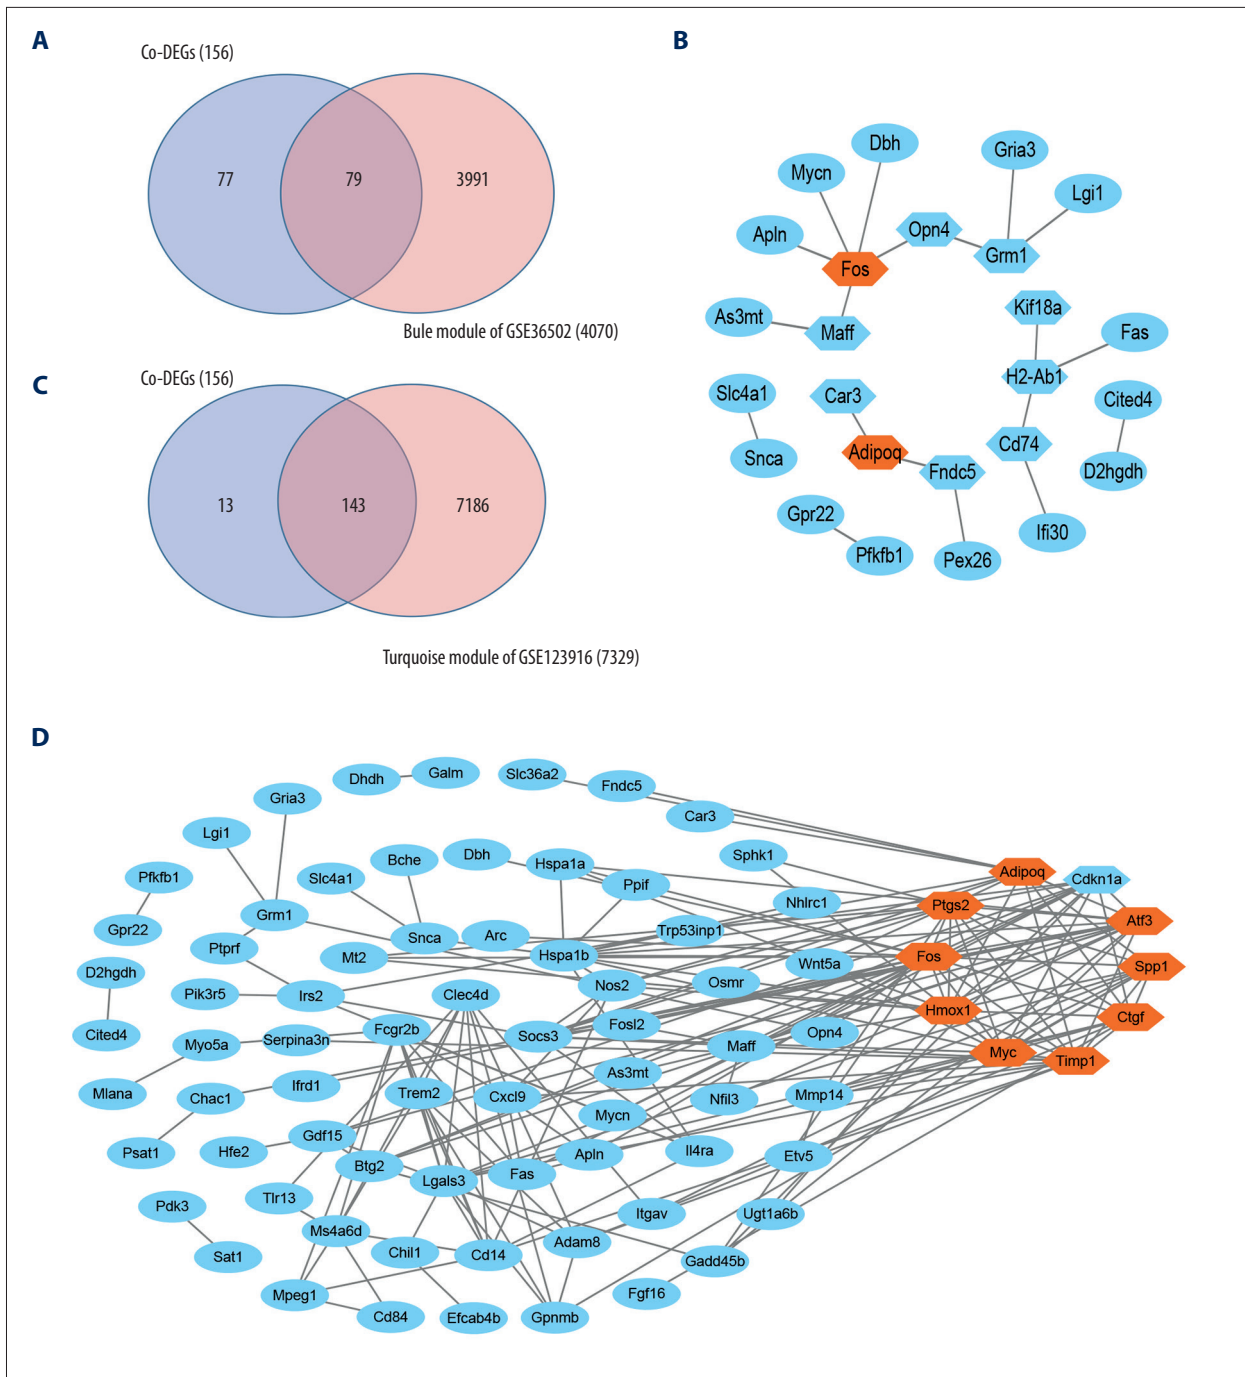 A
Co-DEGs (156)
77
79
3991
Bule module of GSE36502 (4070)
B
Dbh
Gria3
Mycn
Lgi1
Apln
Opn4
Grm1
Fos
Kif18a
As3mt
Maff
Fas
H2-Ab1
Slc4a1
Car3
Cited4
Cd74
Snca
Adipoq
Fndc5
D2hgdh
Gpr22
Ifi30
Pfkfb1
Pex26
C
Co-DEGs (156)
13
143
7186
Turquoise module of GSE123916 (7329)
D
Dhdh
Galm
Slc36a2
Fndc5
Gria3
Car3
Lgi1
Bche
Dbh
Hspa1a
Sphk1
Pfkfb1
Slc4a1
Ppif
Adipoq
Cdkn1a
Nhlrc1
Ptgs2
Grm1
Atf3
Gpr22
Ptprf
Snca
Arc
Trp53inp1
Mt2
Hspa1b
Fos
Wnt5a
Spp1
D2hgdh
Pik3r5
Irs2
Clec4d
Nos2
Osmr
Hmox1
Ctgf
Cited4
Fcgr2b
Serpina3n
Socs3
Fosl2
Opn4
Myo5a
Maff
Myc
Timp1
Mlana
Chac1
Ifrd1
Trem2
Cxcl9
As3mt
Nfil3
Mmp14
Mycn
Psat1
Hfe2
Gdf15
Btg2
Lgals3
Fas
Apln
Il4ra
Etv5
Tlr13
Pdk3
Ms4a6d
Itgav
Ugt1a6b
Sat1
Chil1
Cd14
Adam8
Gadd45b
Mpeg1
Fgf16
Cd84
Efcab4b
Gpnmb